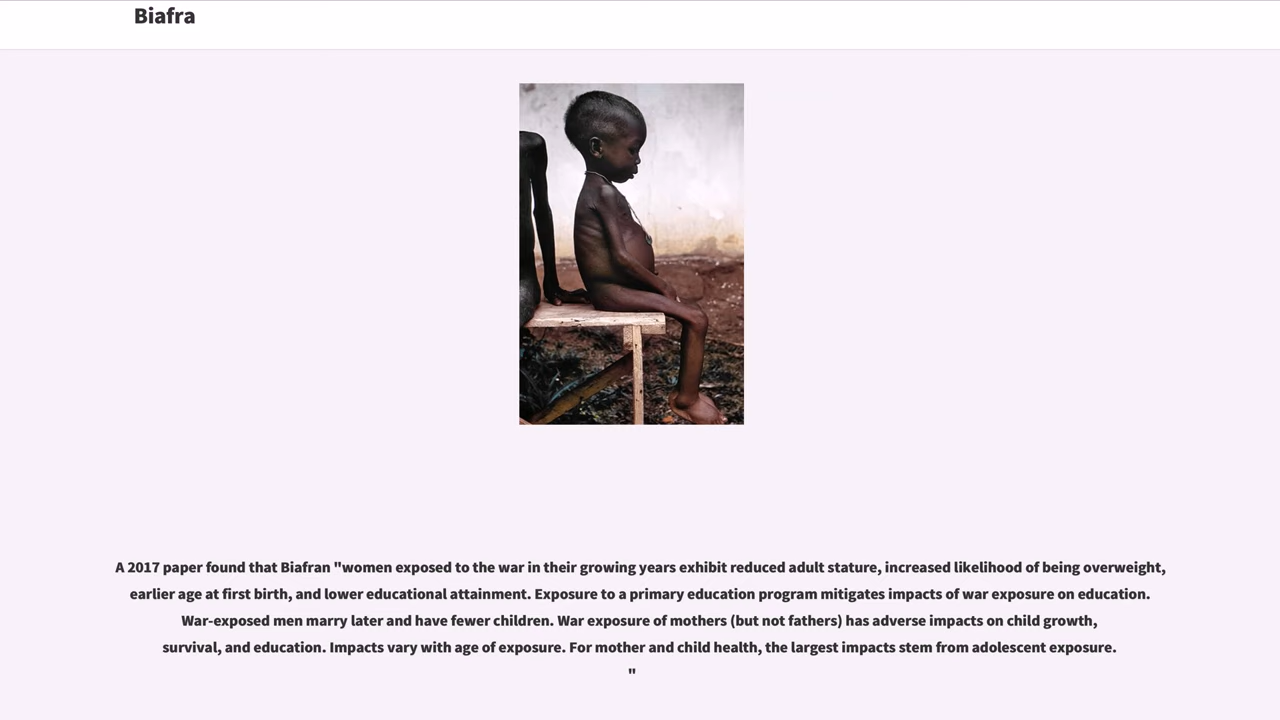 Biafra
A 2017 paper found that Biafran "women exposed to the war in their growing years exhibit reduced adult stature, increased likelihood of being overweight,
earlier age at first birth, and lower educational attainment. Exposure to a primary education program mitigates impacts of war exposure on education.
War-exposed men marry later and have fewer children. War exposure of mothers (but not fathers) has adverse impacts on child growth,
survival, and education. Impacts vary with age of exposure. For mother and child health, the largest impacts stem from adolescent exposure.
"